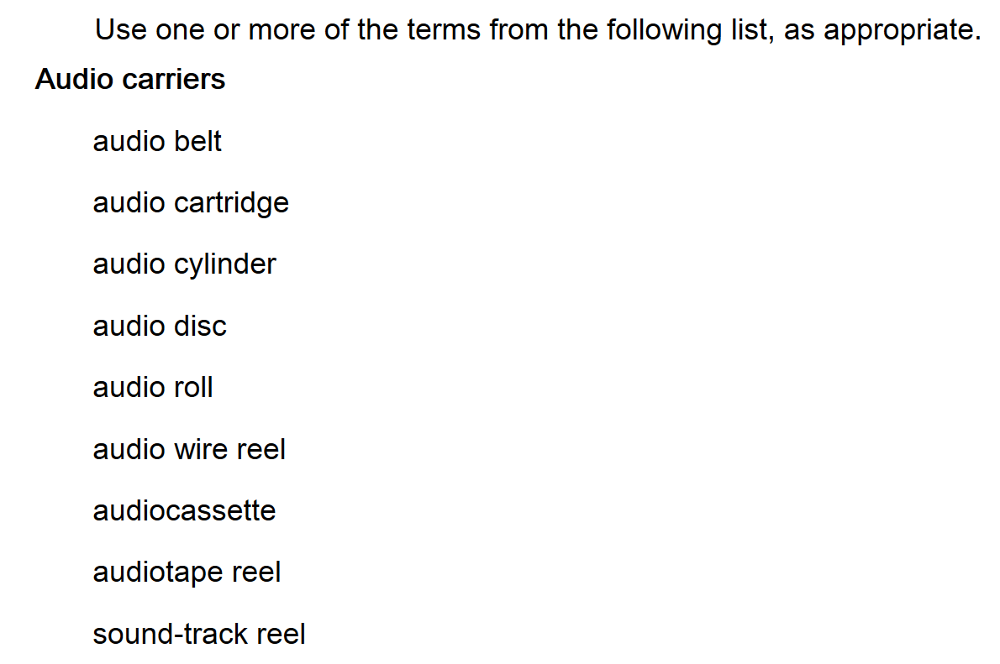 Use one or more of the terms from the following list, as appropriate.
Audio carriers
audio belt
audio cartridge
audio cylinder
audio disc
audio roll
audio wire reel
audiocassette
audiotape reel
sound-track reel